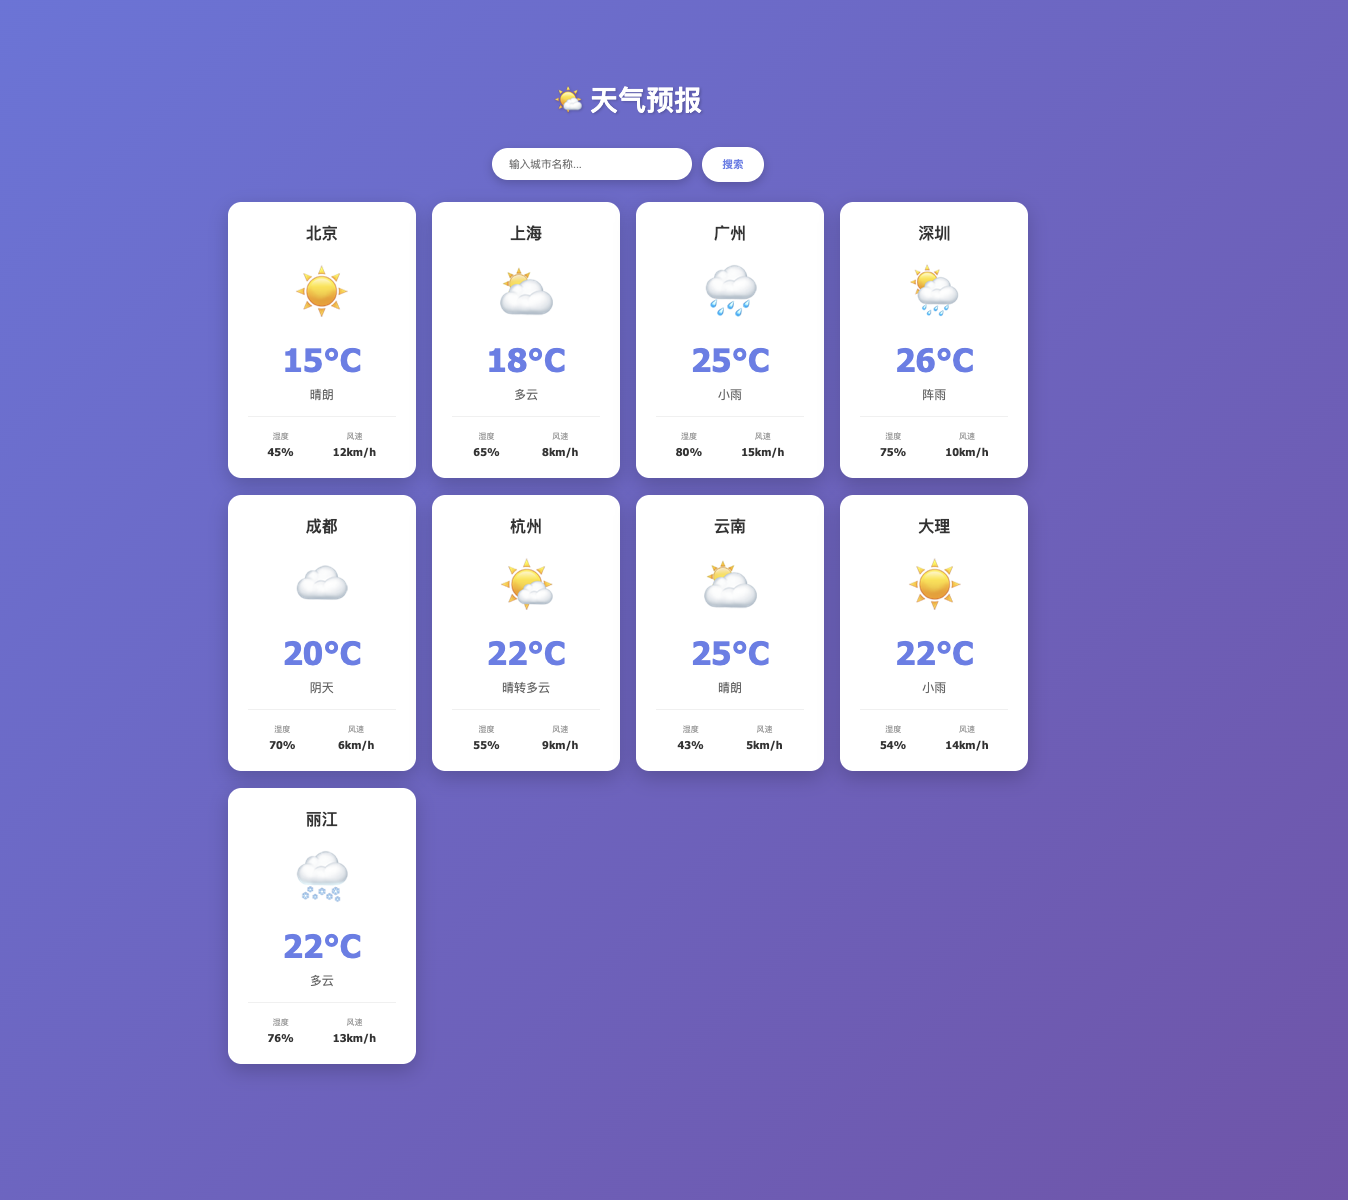 天气预报
输入城市名称...
搜索
北京
15°C
晴朗
湿度 风速
45% 12km/h
上海
18°C
多云
湿度 风速
65% 8km/h
广州
25°C
小雨
湿度 风速
80% 15km/h
深圳
26°C
阵雨
湿度 风速
75% 10km/h
成都
20°C
阴天
湿度 风速
70% 6km/h
杭州
22°C
晴转多云
湿度 风速
55% 9km/h
云南
25°C
晴朗
湿度 风速
43% 5km/h
大理
22°C
小雨
湿度 风速
54% 14km/h
丽江
22°C
多云
湿度 风速
76% 13km/h